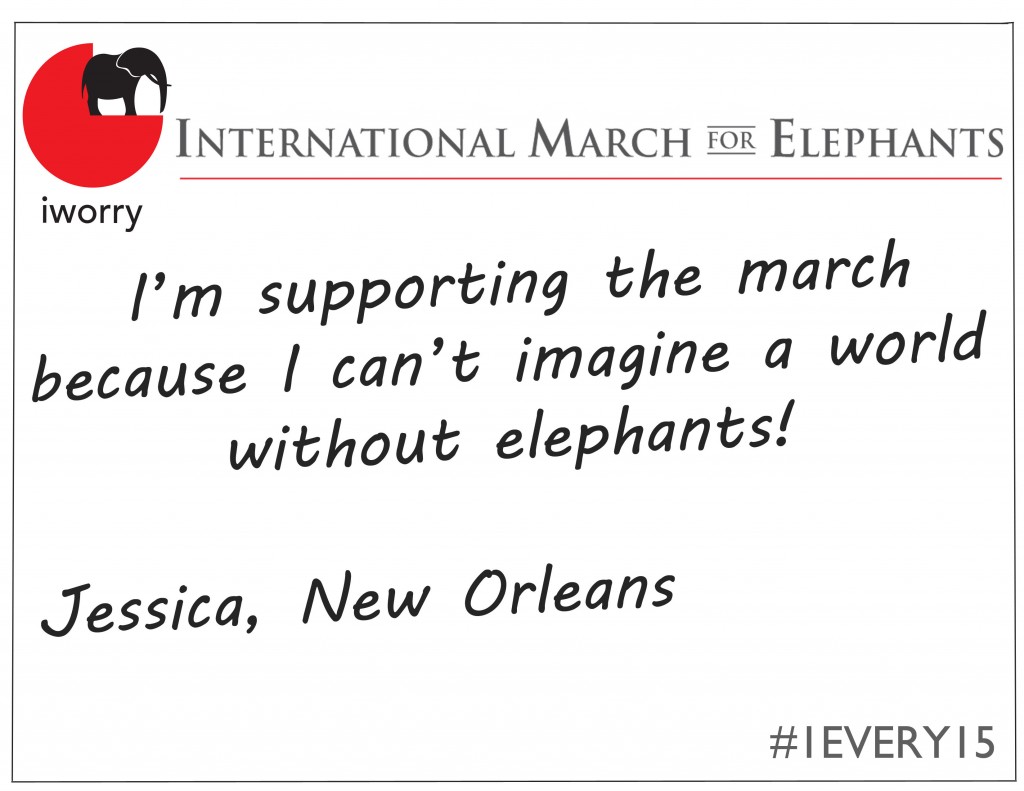 INTERNATIONAL MARCH FOR ELEPHANTS
iworry
I'm supporting the march
because I can't imagine a world
without elephants!
Jessica, New Orleans
#1EVERY15